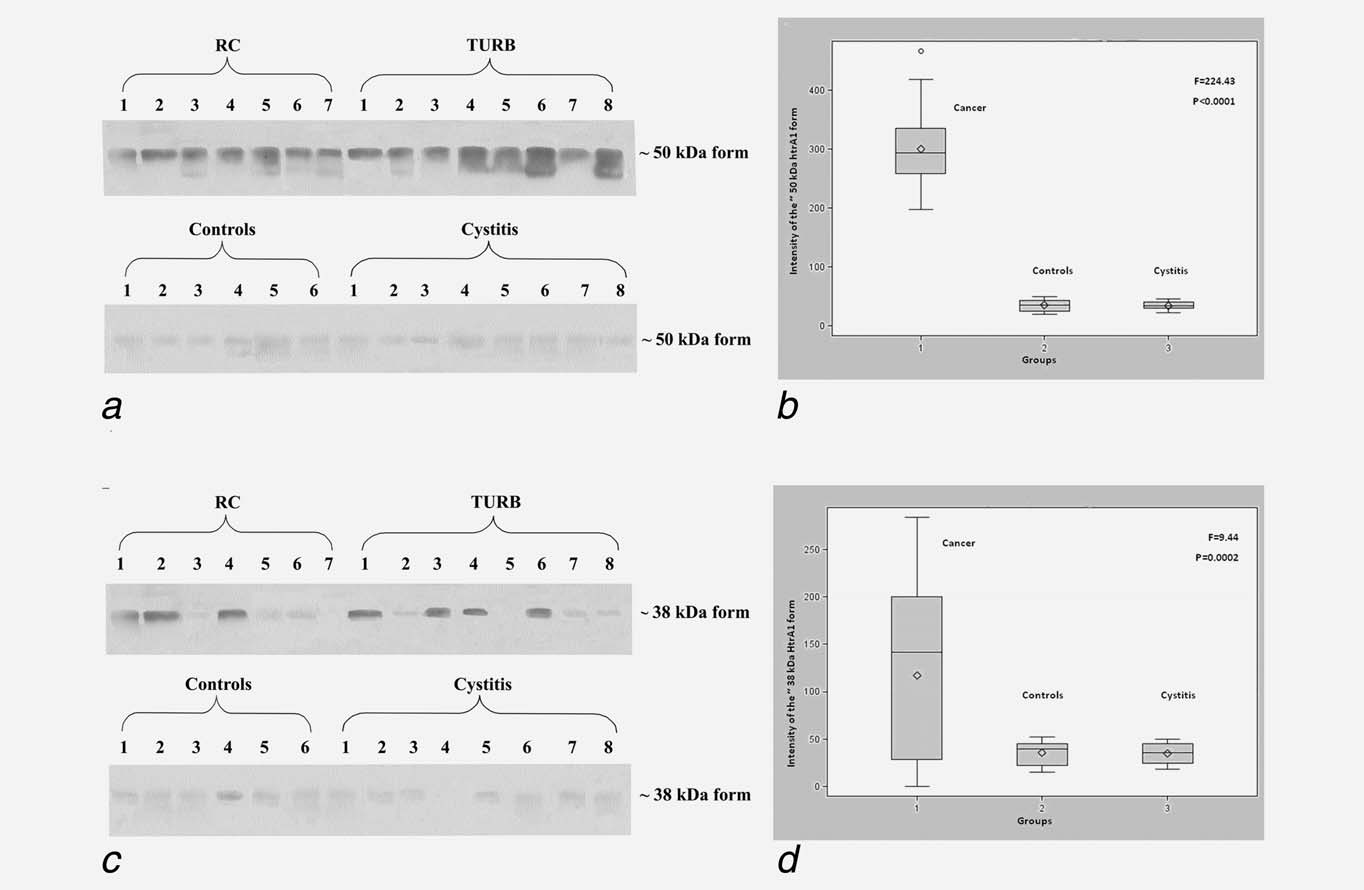 RC TURB
1 2 3 4 5 6 7 1 2 3 4 5 6 7 8
~ 50 kDa form
Controls Cystitis
1 2 3 4 5 6 1 2 3 4 5 6 7 8
~ 50 kDa form
a
400
300
200
100
0
Intensity of the ~ 50 kDa htrA1 form
F=224.43
P<0.0001
Cancer
Controls Cystitis
1 2 3
Groups
b
RC TURB
1 2 3 4 5 6 7 1 2 3 4 5 6 7 8
~ 38 kDa form
Controls Cystitis
1 2 3 4 5 6 1 2 3 4 5 6 7 8
~ 38 kDa form
c
250
200
150
100
50
0
Intensity of the ~ 38 kDa HtrA1 form
F=9.44
P=0.0002
Cancer
Controls Cystitis
1 2 3
Groups
d